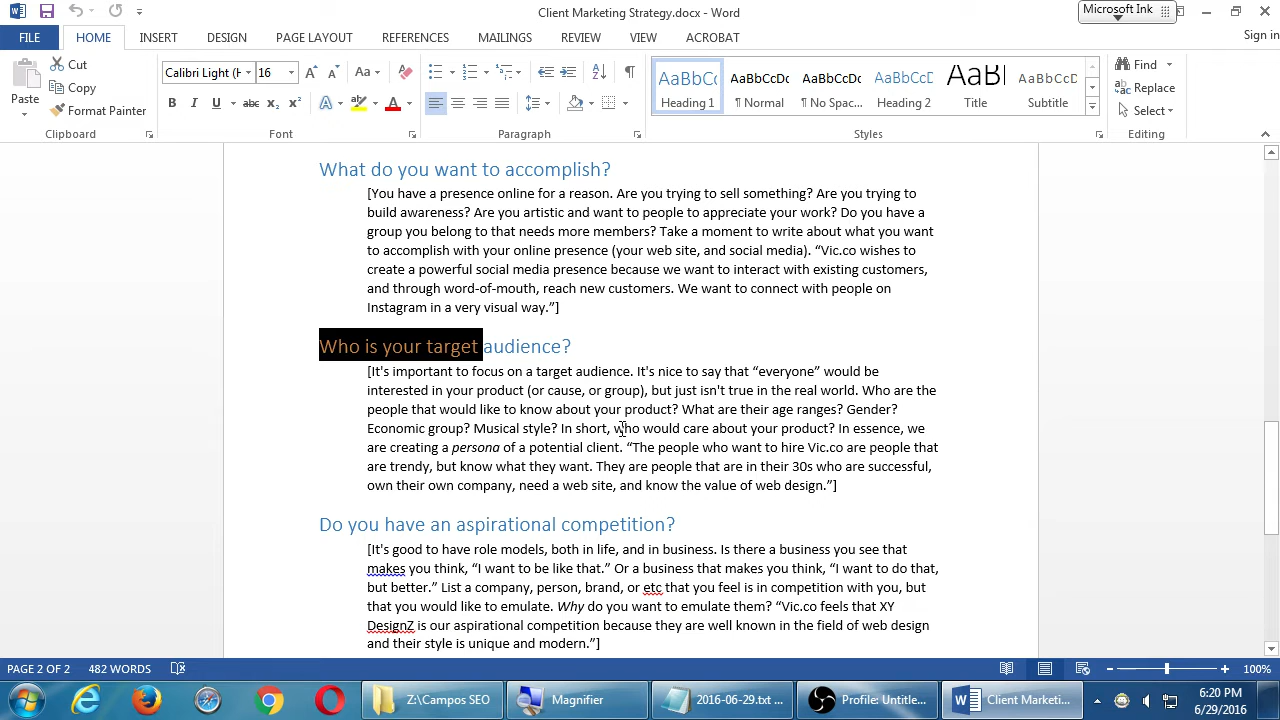 Client Marketing Strategy.docx - Word
Microsoft Ink
FILE HOME INSERT DESIGN PAGE LAYOUT REFERENCES MAILINGS REVIEW VIEW ACROBAT Sign in
Paste
Cut
Copy
Format Painter
Clipboard
Calibri Light (H 16
Font
Paragraph
AaBbCc AaBbCcDc AaBbCcDc AaBbCcD AaB AaBbCcD
Heading 1 ¶ Normal ¶ No Spac... Heading 2 Title Subtitle
Styles
Find
Replace
Select
Editing
What do you want to accomplish?
[You have a presence online for a reason. Are you trying to sell something? Are you trying to
build awareness? Are you artistic and want to people to appreciate your work? Do you have a
group you belong to that needs more members? Take a moment to write about what you want
to accomplish with your online presence (your web site, and social media). “Vic.co wishes to
create a powerful social media presence because we want to interact with existing customers,
and through word-of-mouth, reach new customers. We want to connect with people on
Instagram in a very visual way.”]
Who is your target audience?
[It's important to focus on a target audience. It's nice to say that “everyone” would be
interested in your product (or cause, or group), but just isn't true in the real world. Who are the
people that would like to know about your product? What are their age ranges? Gender?
Economic group? Musical style? In short, who would care about your product? In essence, we
are creating a persona of a potential client. “The people who want to hire Vic.co are people that
are trendy, but know what they want. They are people that are in their 30s who are successful,
own their own company, need a web site, and know the value of web design.”]
Do you have an aspirational competition?
[It's good to have role models, both in life, and in business. Is there a business you see that
makes you think, “I want to be like that.” Or a business that makes you think, “I want to do that,
but better.” List a company, person, brand, or etc that you feel is in competition with you, but
that you would like to emulate. Why do you want to emulate them? “Vic.co feels that XY
DesignZ is our aspirational competition because they are well known in the field of web design
and their style is unique and modern.”]
PAGE 2 OF 2 482 WORDS 100%
Z:\Campos SEO Magnifier 2016-06-29.txt ... Profile: Untitle... Client Marketi...
6:20 PM
6/29/2016